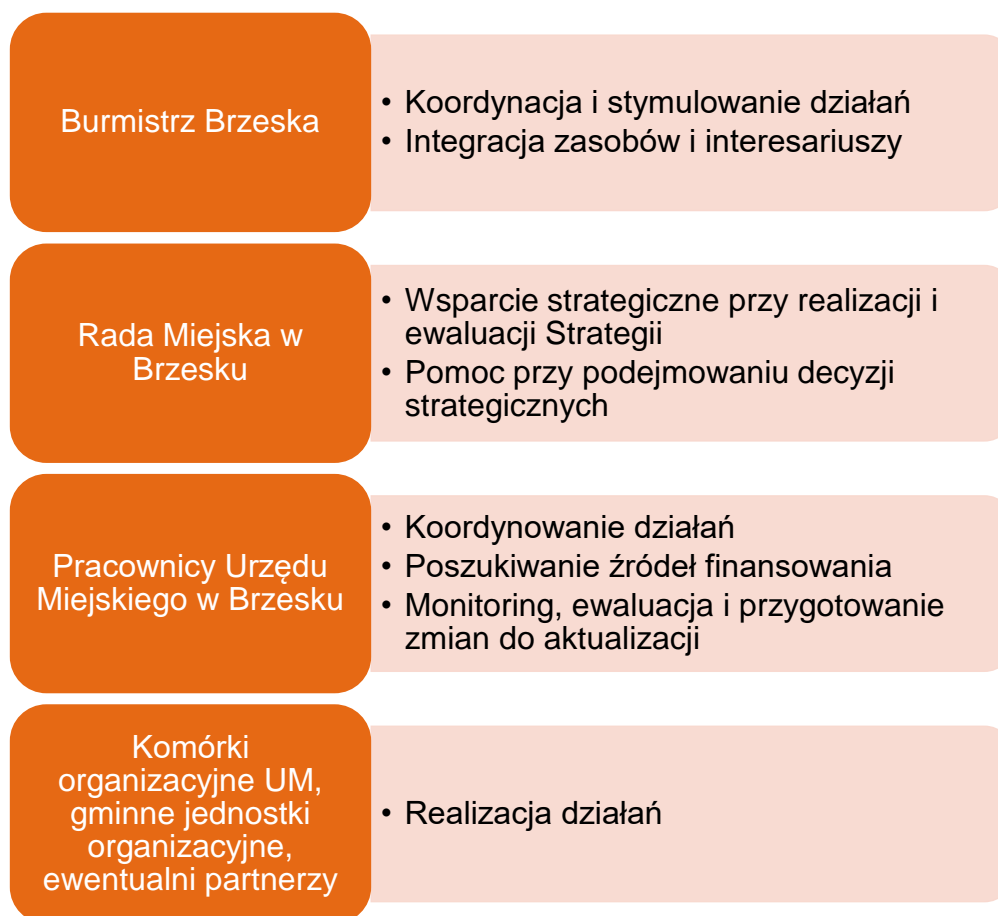 Burmistrz Brzeska
• Koordynacja i stymulowanie działań
• Integracja zasobów i interesariuszy
Rada Miejska w
Brzesku
• Wsparcie strategiczne przy realizacji i
ewaluacji Strategii
• Pomoc przy podejmowaniu decyzji
strategicznych
Pracownicy Urzędu
Miejskiego w Brzesku
• Koordynowanie działań
• Poszukiwanie źródeł finansowania
• Monitoring, ewaluacja i przygotowanie
zmian do aktualizacji
Komórki
organizacyjne UM,
gminne jednostki
organizacyjne,
ewentualni partnerzy
• Realizacja działań